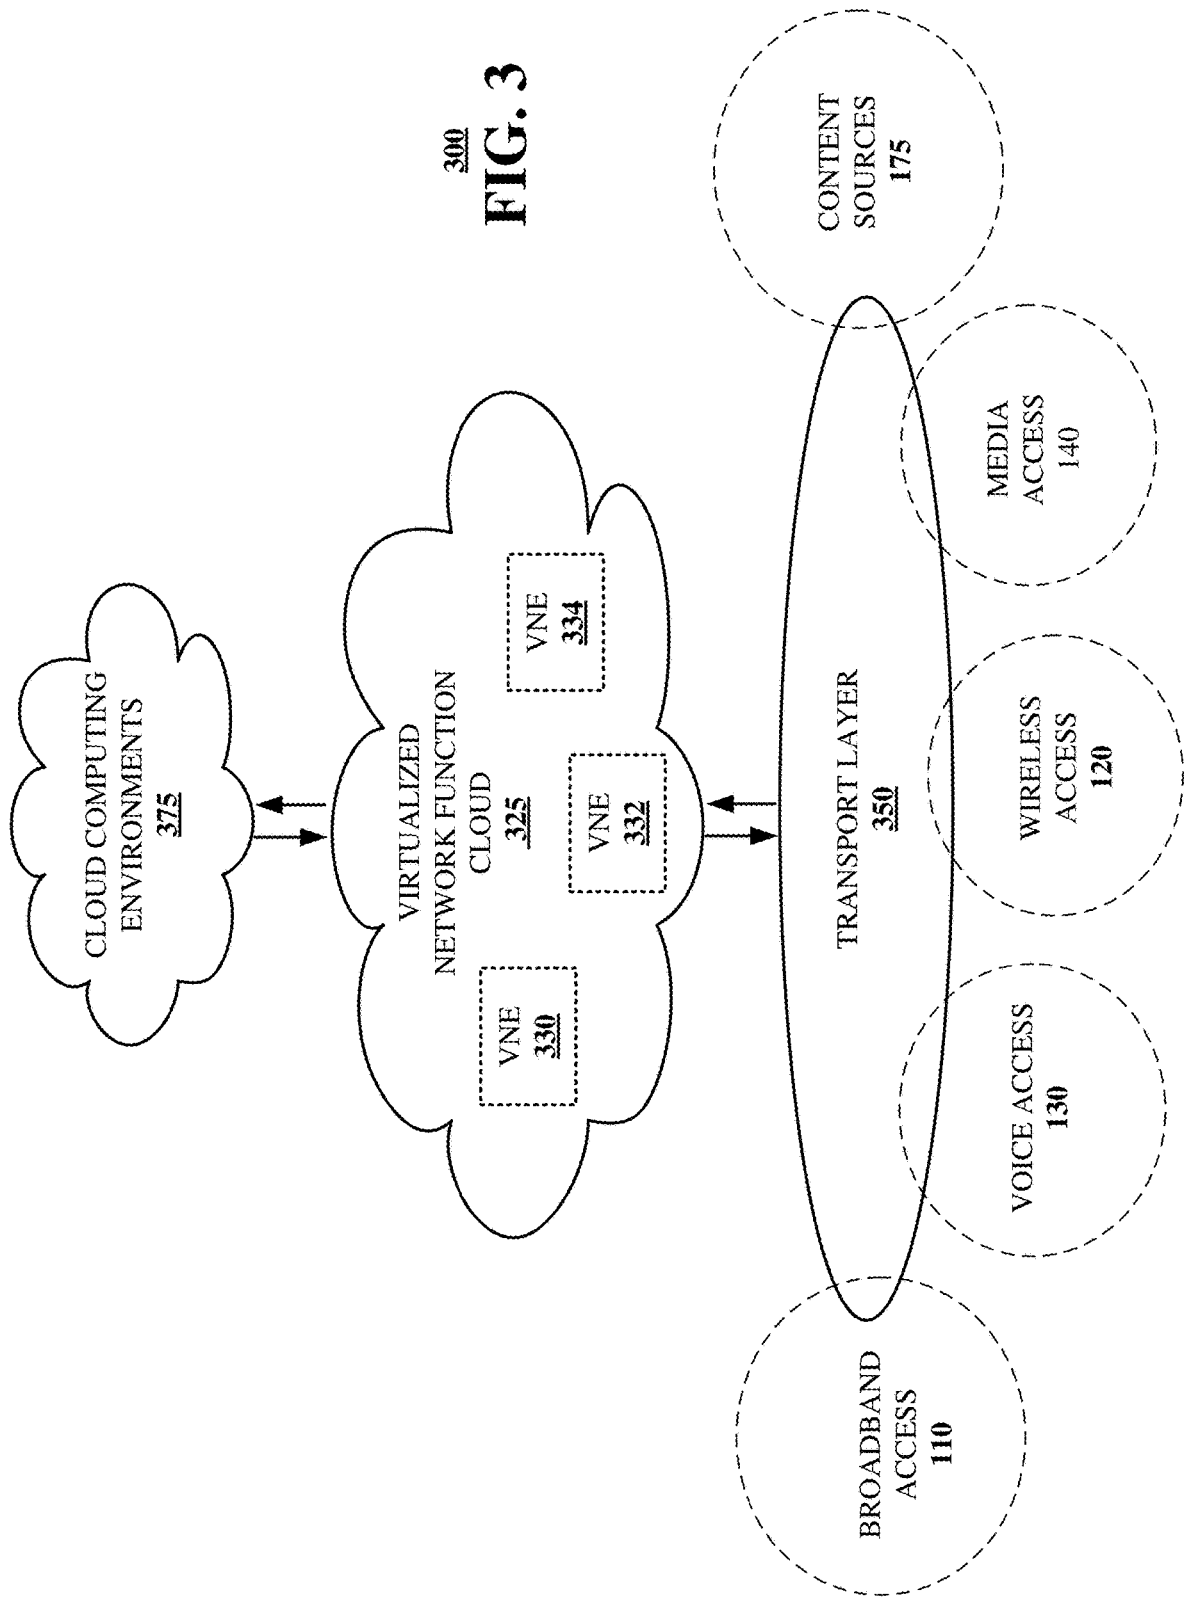 CLOUD COMPUTING
ENVIRONMENTS
375
VIRTUALIZED
NETWORK FUNCTION
CLOUD
325
VNE
330
VNE
332
VNE
334
300
FIG. 3
TRANSPORT LAYER
350
BROADBAND
ACCESS
110
VOICE ACCESS
130
WIRELESS
ACCESS
120
MEDIA
ACCESS
140
CONTENT
SOURCES
175